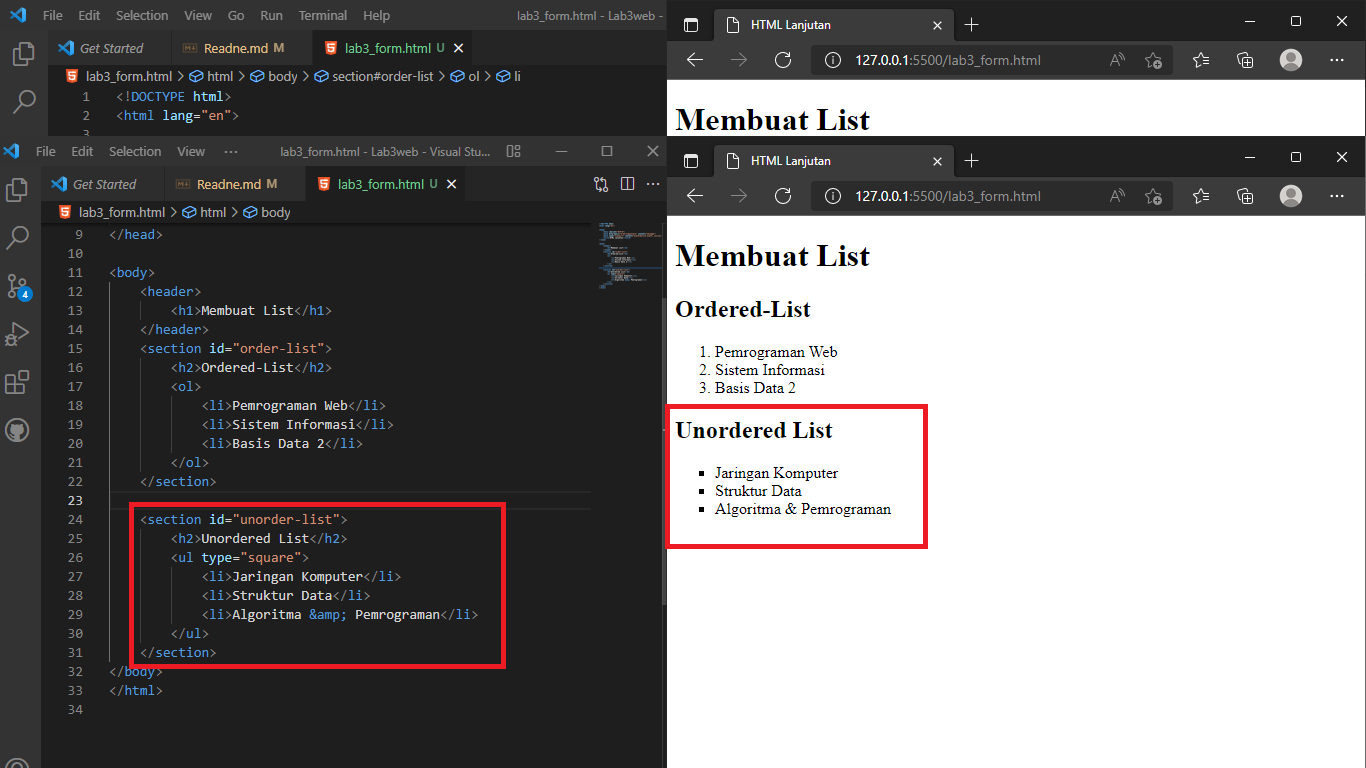 File Edit Selection View Go Run Terminal Help lab3_form.html - Lab3web -
Get Started Readne.md M lab3_form.html U
lab3_form.html > html > body > section#order-list > ol > li
1 <!DOCTYPE html>
2 <html lang="en">
3
HTML Lanjutan
127.0.0.1:5500/lab3_form.html
Membuat List
File Edit Selection View ··· lab3_form.html - Lab3web - Visual Stu...
Get Started Readne.md M lab3_form.html U
lab3_form.html > html > body
4
9 </head>
10
11 <body>
12 <header>
13 <h1>Membuat List</h1>
14 </header>
15 <section id="order-list">
16 <h2>Ordered-List</h2>
17 <ol>
18 <li>Pemrograman Web</li>
19 <li>Sistem Informasi</li>
20 <li>Basis Data 2</li>
21 </ol>
22 </section>
23
24 <section id="unorder-list">
25 <h2>Unordered List</h2>
26 <ul type="square">
27 <li>Jaringan Komputer</li>
28 <li>Struktur Data</li>
29 <li>Algoritma &amp; Pemrograman</li>
30 </ul>
31 </section>
32 </body>
33 </html>
34
HTML Lanjutan
127.0.0.1:5500/lab3_form.html
Membuat List
Ordered-List
1. Pemrograman Web
2. Sistem Informasi
3. Basis Data 2
Unordered List
▪ Jaringan Komputer
▪ Struktur Data
▪ Algoritma & Pemrograman